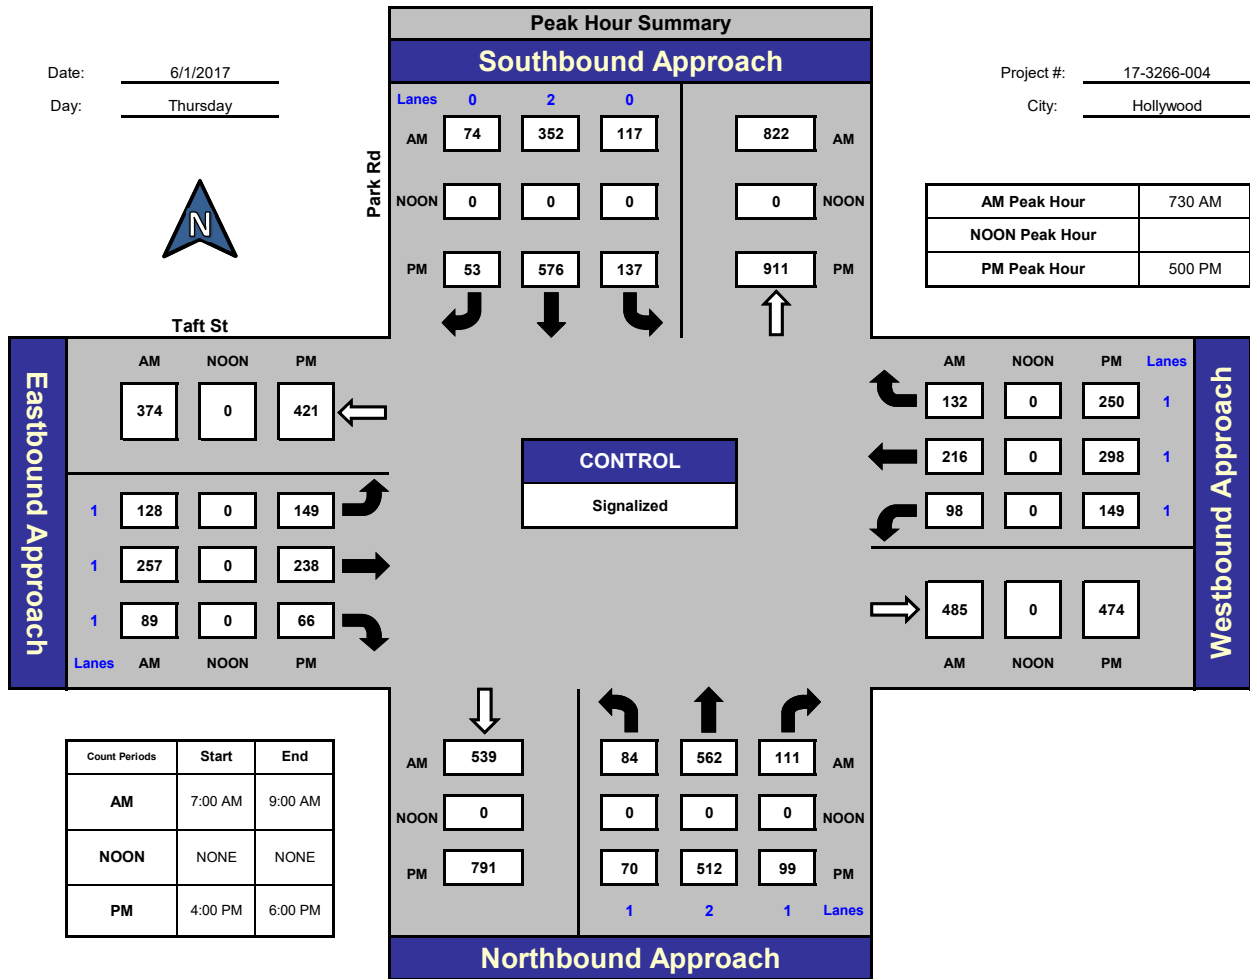 Peak Hour Summary
Southbound Approach
Date: 6/1/2017
Day: Thursday
Project #: 17-3266-004
City: Hollywood
N
Park Rd
Lanes 0 2 0
AM 74 352 117 822 AM
NOON 0 0 0 0 NOON
PM 53 576 137 911 PM
AM Peak Hour 730 AM
NOON Peak Hour
PM Peak Hour 500 PM
Taft St
Eastbound Approach
AM NOON PM
374 0 421
1 128 0 149
1 257 0 238
1 89 0 66
Lanes AM NOON PM
CONTROL
Signalized
AM NOON PM Lanes
132 0 250 1
216 0 298 1
98 0 149 1
485 0 474
AM NOON PM
Westbound Approach
Count Periods Start End
AM 7:00 AM 9:00 AM
NOON NONE NONE
PM 4:00 PM 6:00 PM
AM 539 84 562 111 AM
NOON 0 0 0 0 NOON
PM 791 70 512 99 PM
1 2 1 Lanes
Northbound Approach